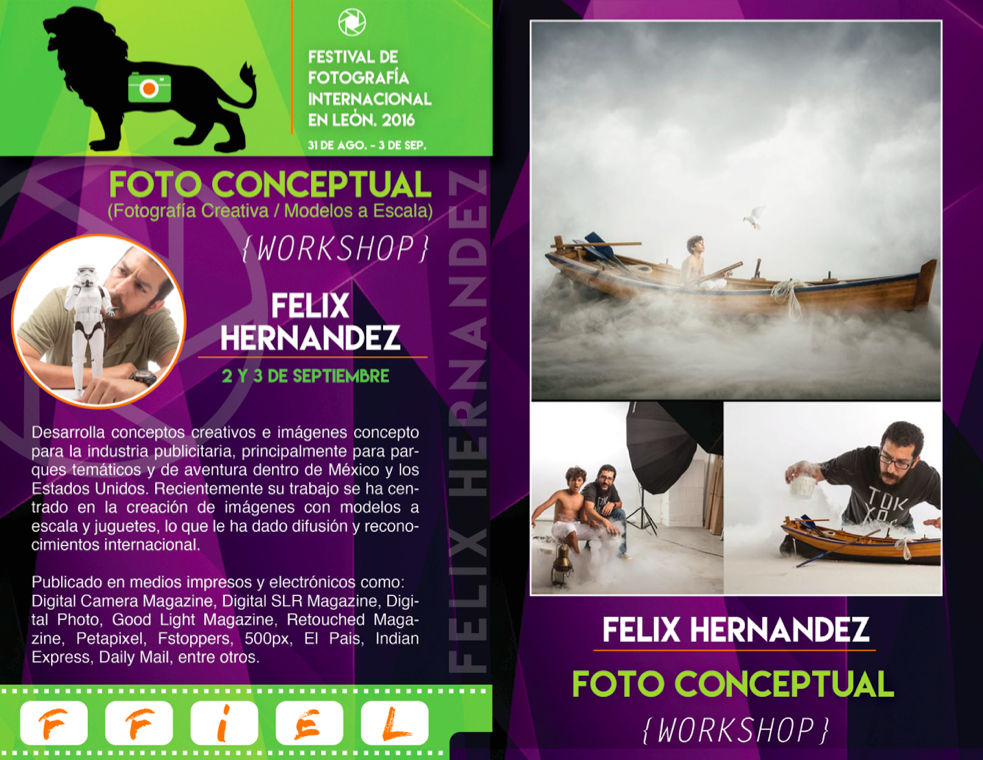 FESTIVAL DE
FOTOGRAFÍA
INTERNACIONAL
EN LEÓN. 2016
31 DE AGO. - 3 DE SEP.
FOTO CONCEPTUAL
(Fotografía Creativa / Modelos a Escala)
{WORKSHOP}
FELIX
HERNANDEZ
2 Y 3 DE SEPTIEMBRE
Desarrolla conceptos creativos e imágenes concepto
para la industria publicitaria, principalmente para par-
ques temáticos y de aventura dentro de México y los
Estados Unidos. Recientemente su trabajo se ha cen-
trado en la creación de imágenes con modelos a
escala y juguetes, lo que le ha dado difusión y recono-
cimientos internacional.
Publicado en medios impresos y electrónicos como:
Digital Camera Magazine, Digital SLR Magazine, Digi-
tal Photo, Good Light Magazine, Retouched Maga-
zine, Petapixel, Fstoppers, 500px, El Pais, Indian
Express, Daily Mail, entre otros.
FELIX HERNANDEZ
F F i E L
TOK
YO
FELIX HERNANDEZ
FOTO CONCEPTUAL
{WORKSHOP}